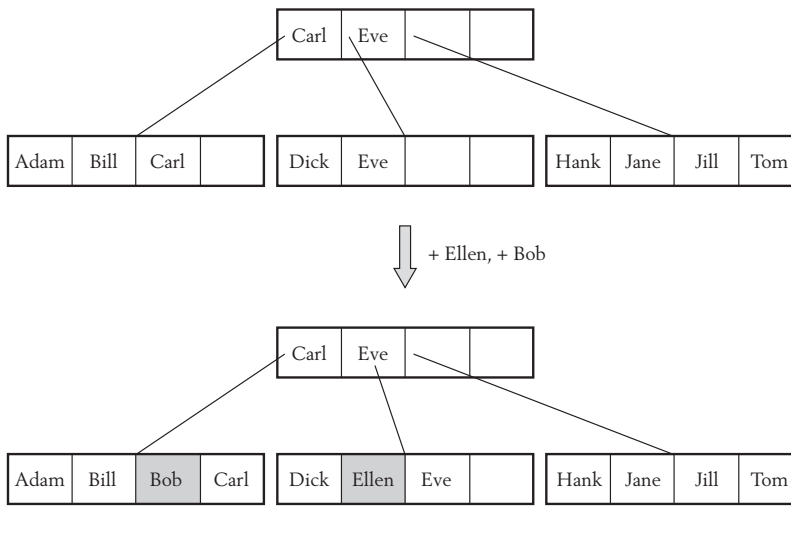 Carl Eve
Adam Bill Carl
Dick Eve
Hank Jane Jill Tom
+ Ellen, + Bob
Carl Eve
Adam Bill Bob Carl
Dick Ellen Eve
Hank Jane Jill Tom